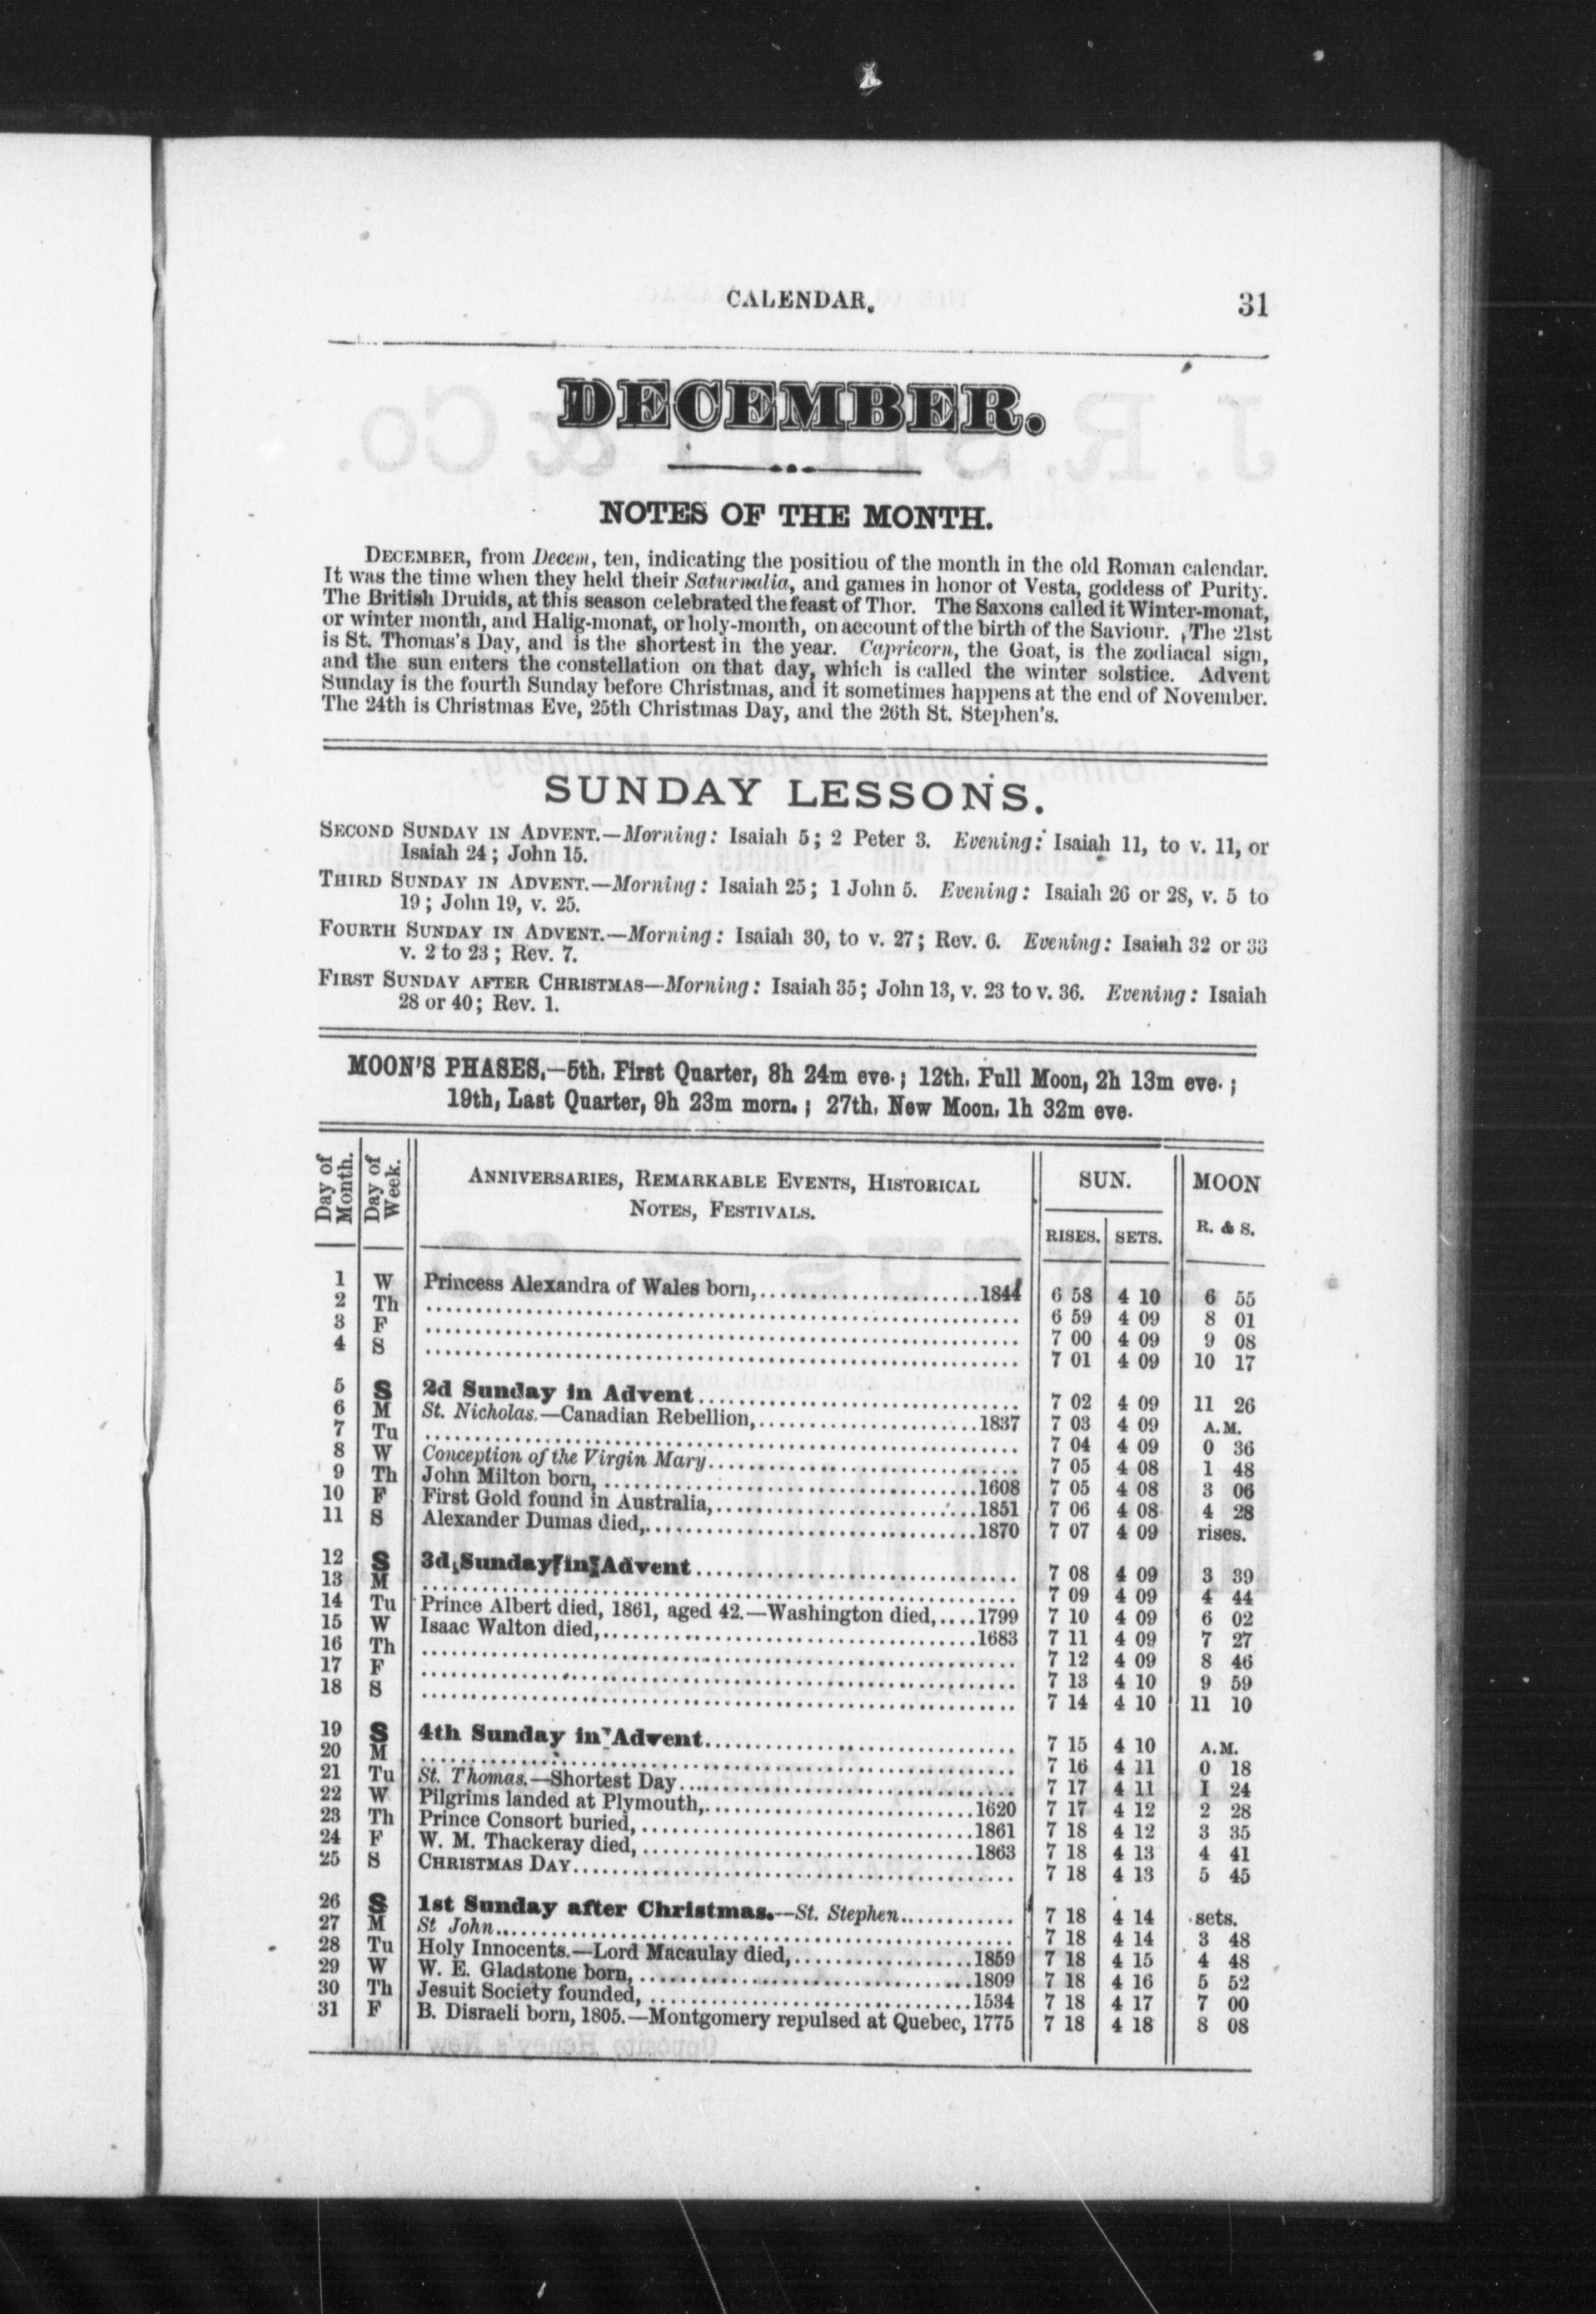 CALENDAR.
31
DECEMBER.
NOTES OF THE MONTH.
DECEMBER, from Decem, ten, indicating the position of the month in the old Roman calendar.
It was the time when they held their Saturnalia, and games in honor of Vesta, goddess of Purity.
The British Druids, at this season celebrated the feast of Thor. The Saxons called it Winter-monat,
or winter month, and Halig-monat, or holy-month, on account of the birth of the Saviour. The 21st
is St. Thomas's Day, and is the shortest in the year. Capricorn, the Goat, is the zodiacal sign,
and the sun enters the constellation on that day, which is called the winter solstice. Advent
Sunday is the fourth Sunday before Christmas, and it sometimes happens at the end of November.
The 24th is Christmas Eve, 25th Christmas Day, and the 26th St. Stephen's.
SUNDAY LESSONS.
SECOND SUNDAY IN ADVENT.—Morning: Isaiah 5; 2 Peter 3. Evening: Isaiah 11, to v. 11, or
Isaiah 24; John 15.
THIRD SUNDAY IN ADVENT.—Morning: Isaiah 25; 1 John 5. Evening: Isaiah 26 or 28, v. 5 to
19; John 19, v. 25.
FOURTH SUNDAY IN ADVENT.—Morning: Isaiah 30, to v. 27; Rev. 6. Evening: Isaiah 32 or 33
v. 2 to 23; Rev. 7.
FIRST SUNDAY AFTER CHRISTMAS—Morning: Isaiah 35; John 13, v. 23 to v. 36. Evening: Isaiah
28 or 40; Rev. 1.
MOON'S PHASES.—5th, First Quarter, 8h 24m eve.; 12th, Full Moon, 2h 13m eve.;
19th, Last Quarter, 9h 23m morn.; 27th, New Moon, 1h 32m eve.
Day of Month. Day of Week. ANNIVERSARIES, REMARKABLE EVENTS, HISTORICAL NOTES, FESTIVALS. SUN. MOON
RISES. SETS. R. & S.
1 W Princess Alexandra of Wales born, 1844 6 58 4 10 6 55
2 Th 6 59 4 09 8 01
3 F 7 00 4 09 9 08
4 S 7 01 4 09 10 17
5 S 2d Sunday in Advent 7 02 4 09 11 26
6 M St. Nicholas.—Canadian Rebellion, 1837 7 03 4 09 A.M.
7 Tu 7 04 4 09 0 36
8 W Conception of the Virgin Mary 7 05 4 08 1 48
9 Th John Milton born, 1608 7 05 4 08 3 06
10 F First Gold found in Australia, 1851 7 06 4 08 4 28
11 S Alexander Dumas died, 1870 7 07 4 09 rises.
12 S 3d Sunday in Advent 7 08 4 09 3 39
13 M 7 09 4 09 4 44
14 Tu Prince Albert died, 1861, aged 42.—Washington died, 1799 7 10 4 09 6 02
15 W Isaac Walton died, 1683 7 11 4 09 7 27
16 Th 7 12 4 09 8 46
17 F 7 13 4 10 9 59
18 S 7 14 4 10 11 10
19 S 4th Sunday in Advent 7 15 4 10 A.M.
20 M 7 16 4 11 0 18
21 Tu St. Thomas.—Shortest Day 7 17 4 11 1 24
22 W Pilgrims landed at Plymouth, 1620 7 17 4 12 2 28
23 Th Prince Consort buried, 1861 7 18 4 12 3 35
24 F W. M. Thackeray died, 1863 7 18 4 13 4 41
25 S CHRISTMAS DAY 7 18 4 13 5 45
26 S 1st Sunday after Christmas.—St. Stephen 7 18 4 14 sets.
27 M St John 7 18 4 14 3 48
28 Tu Holy Innocents.—Lord Macaulay died, 1859 7 18 4 15 4 48
29 W W. E. Gladstone born, 1809 7 18 4 16 5 52
30 Th Jesuit Society founded, 1534 7 18 4 17 7 00
31 F B. Disraeli born, 1805.—Montgomery repulsed at Quebec, 1775 7 18 4 18 8 08